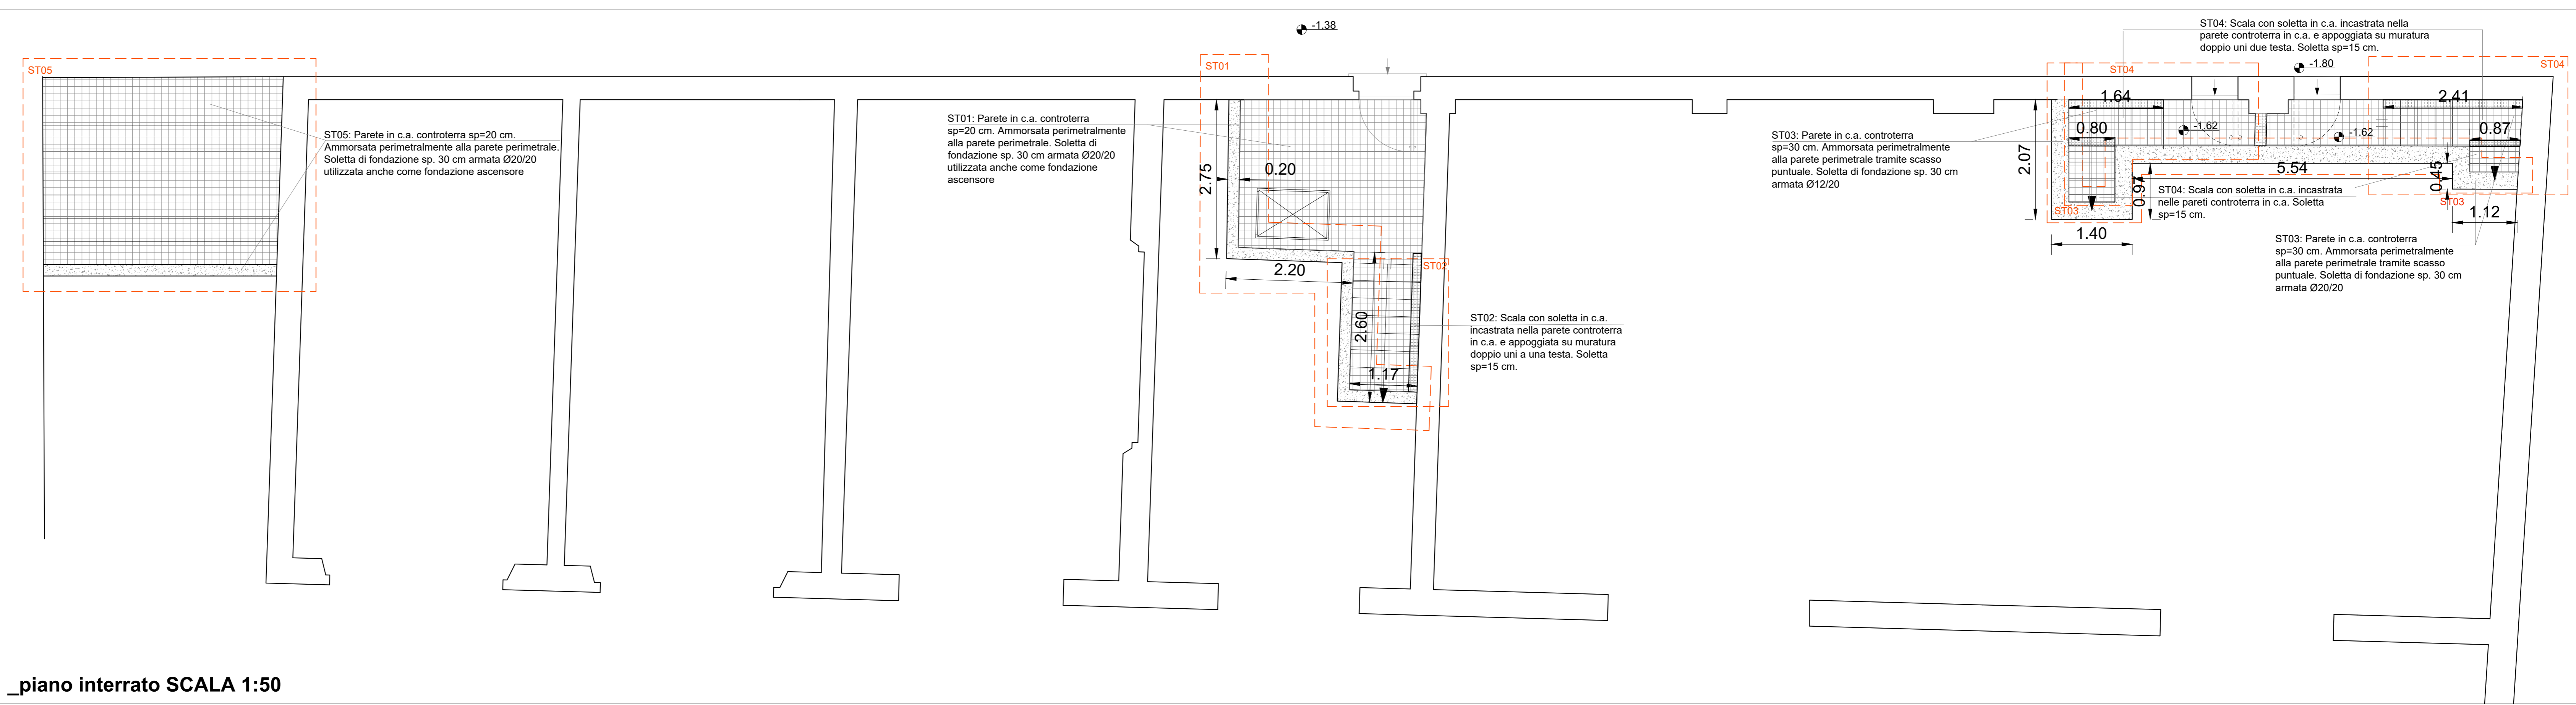 -1.38
ST04: Scala con soletta in c.a. incastrata nella
parete controterra in c.a. e appoggiata su muratura
doppio uni due testa. Soletta sp=15 cm.
ST05
ST01
ST04
-1.80
ST04
ST05: Parete in c.a. controterra sp=20 cm.
Ammorsata perimetralmente alla parete perimetrale.
Soletta di fondazione sp. 30 cm armata Ø20/20
utilizzata anche come fondazione ascensore
ST01: Parete in c.a. controterra
sp=20 cm. Ammorsata perimetralmente
alla parete perimetrale. Soletta di
fondazione sp. 30 cm armata Ø20/20
utilizzata anche come fondazione
ascensore
2.75
0.20
2.20
ST02
2.60
1.17
ST02: Scala con soletta in c.a.
incastrata nella parete controterra
in c.a. e appoggiata su muratura
doppio uni a una testa. Soletta
sp=15 cm.
ST03: Parete in c.a. controterra
sp=30 cm. Ammorsata perimetralmente
alla parete perimetrale tramite scasso
puntuale. Soletta di fondazione sp. 30 cm
armata Ø12/20
1.64
2.41
0.80
-1.62
-1.62
0.87
2.07
5.54
0.97
0.45
ST04: Scala con soletta in c.a. incastrata
nelle pareti controterra in c.a. Soletta
sp=15 cm.
ST03
ST03
1.40
1.12
ST03: Parete in c.a. controterra
sp=30 cm. Ammorsata perimetralmente
alla parete perimetrale tramite scasso
puntuale. Soletta di fondazione sp. 30 cm
armata Ø20/20
_piano interrato SCALA 1:50